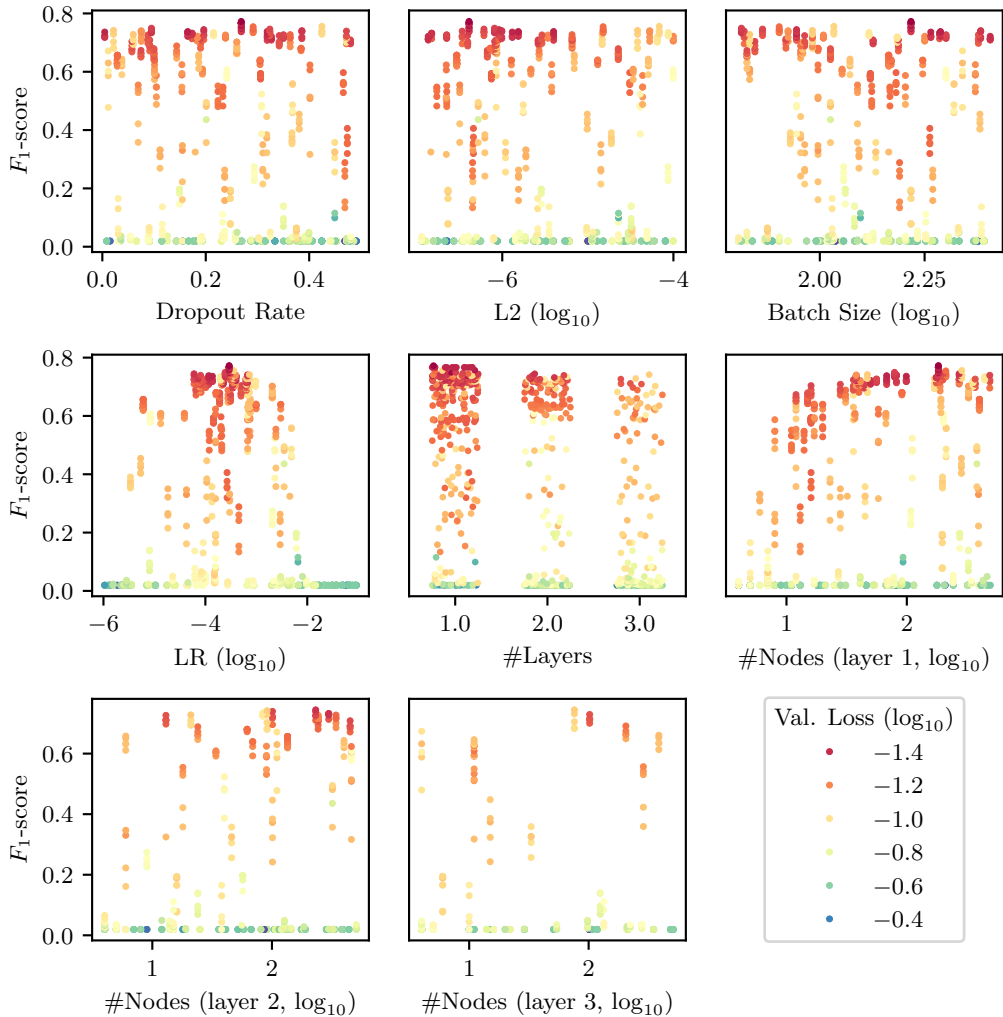 0.8
0.6
0.4
0.2
0.0
F₁-score
0.0 0.2 0.4
Dropout Rate
−6 −4
L2 (log₁₀)
2.00 2.25
Batch Size (log₁₀)
0.8
0.6
0.4
0.2
0.0
F₁-score
−6 −4 −2
LR (log₁₀)
1.0 2.0 3.0
#Layers
1 2
#Nodes (layer 1, log₁₀)
0.6
0.4
0.2
0.0
F₁-score
1 2
#Nodes (layer 2, log₁₀)
1 2
#Nodes (layer 3, log₁₀)
Val. Loss (log₁₀)
−1.4
−1.2
−1.0
−0.8
−0.6
−0.4